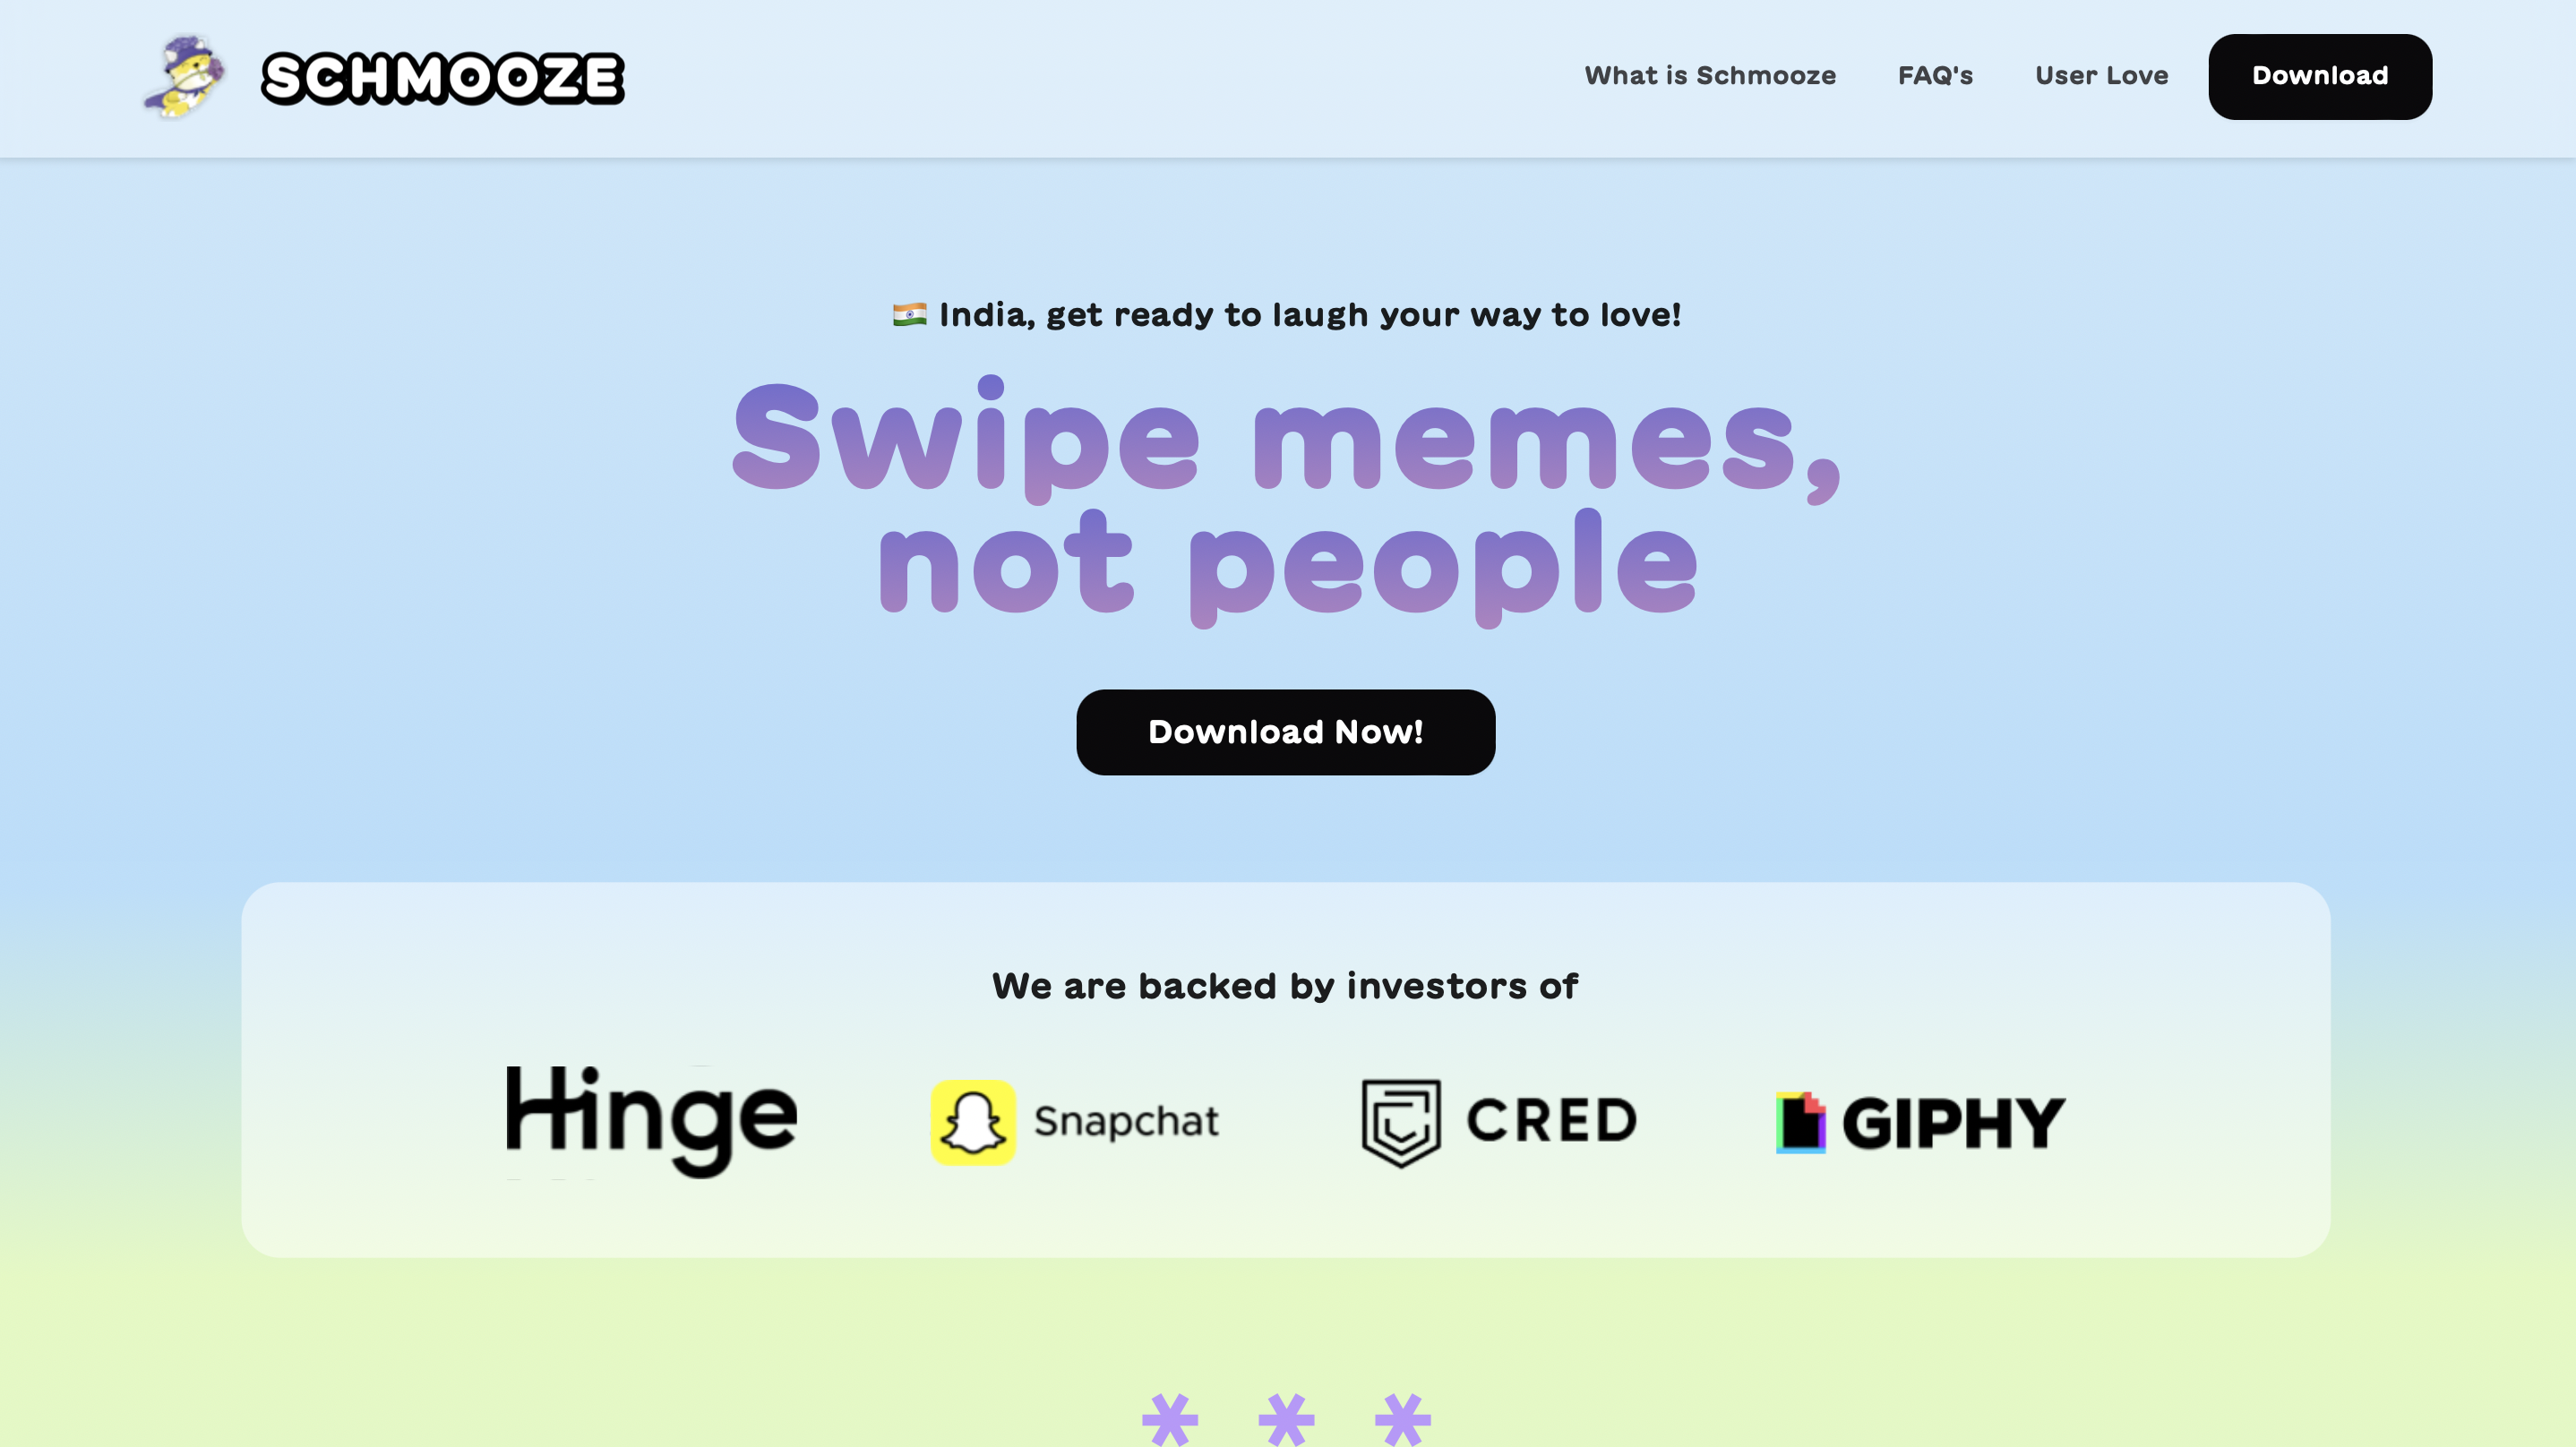 SCHMOOZE
What is Schmooze
FAQ's
User Love
Download
🇮🇳 India, get ready to laugh your way to love!
Swipe memes,
not people
Download Now!
We are backed by investors of
Hinge
Snapchat
CRED
GIPHY
* * *